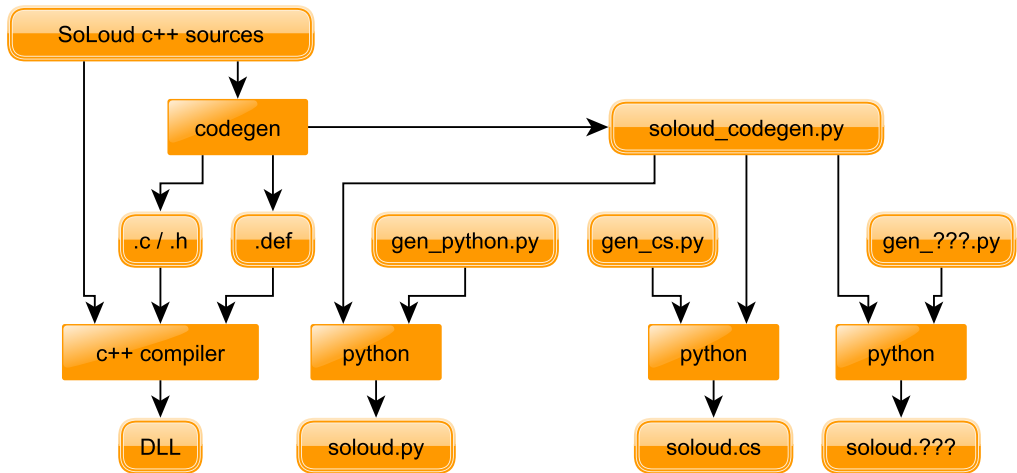 SoLoud c++ sources
codegen
soloud_codegen.py
.c / .h
.def
gen_python.py
gen_cs.py
gen_???.py
c++ compiler
python
python
python
DLL
soloud.py
soloud.cs
soloud.???